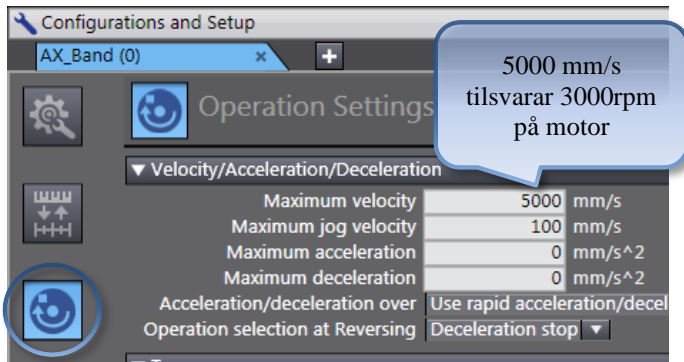 Configurations and Setup
AX_Band (0)
5000 mm/s
tilsvarar 3000rpm
på motor
Operation Settings
▼ Velocity/Acceleration/Deceleration
Maximum velocity 5000 mm/s
Maximum jog velocity 100 mm/s
Maximum acceleration 0 mm/s^2
Maximum deceleration 0 mm/s^2
Acceleration/deceleration over Use rapid acceleration/decel
Operation selection at Reversing Deceleration stop